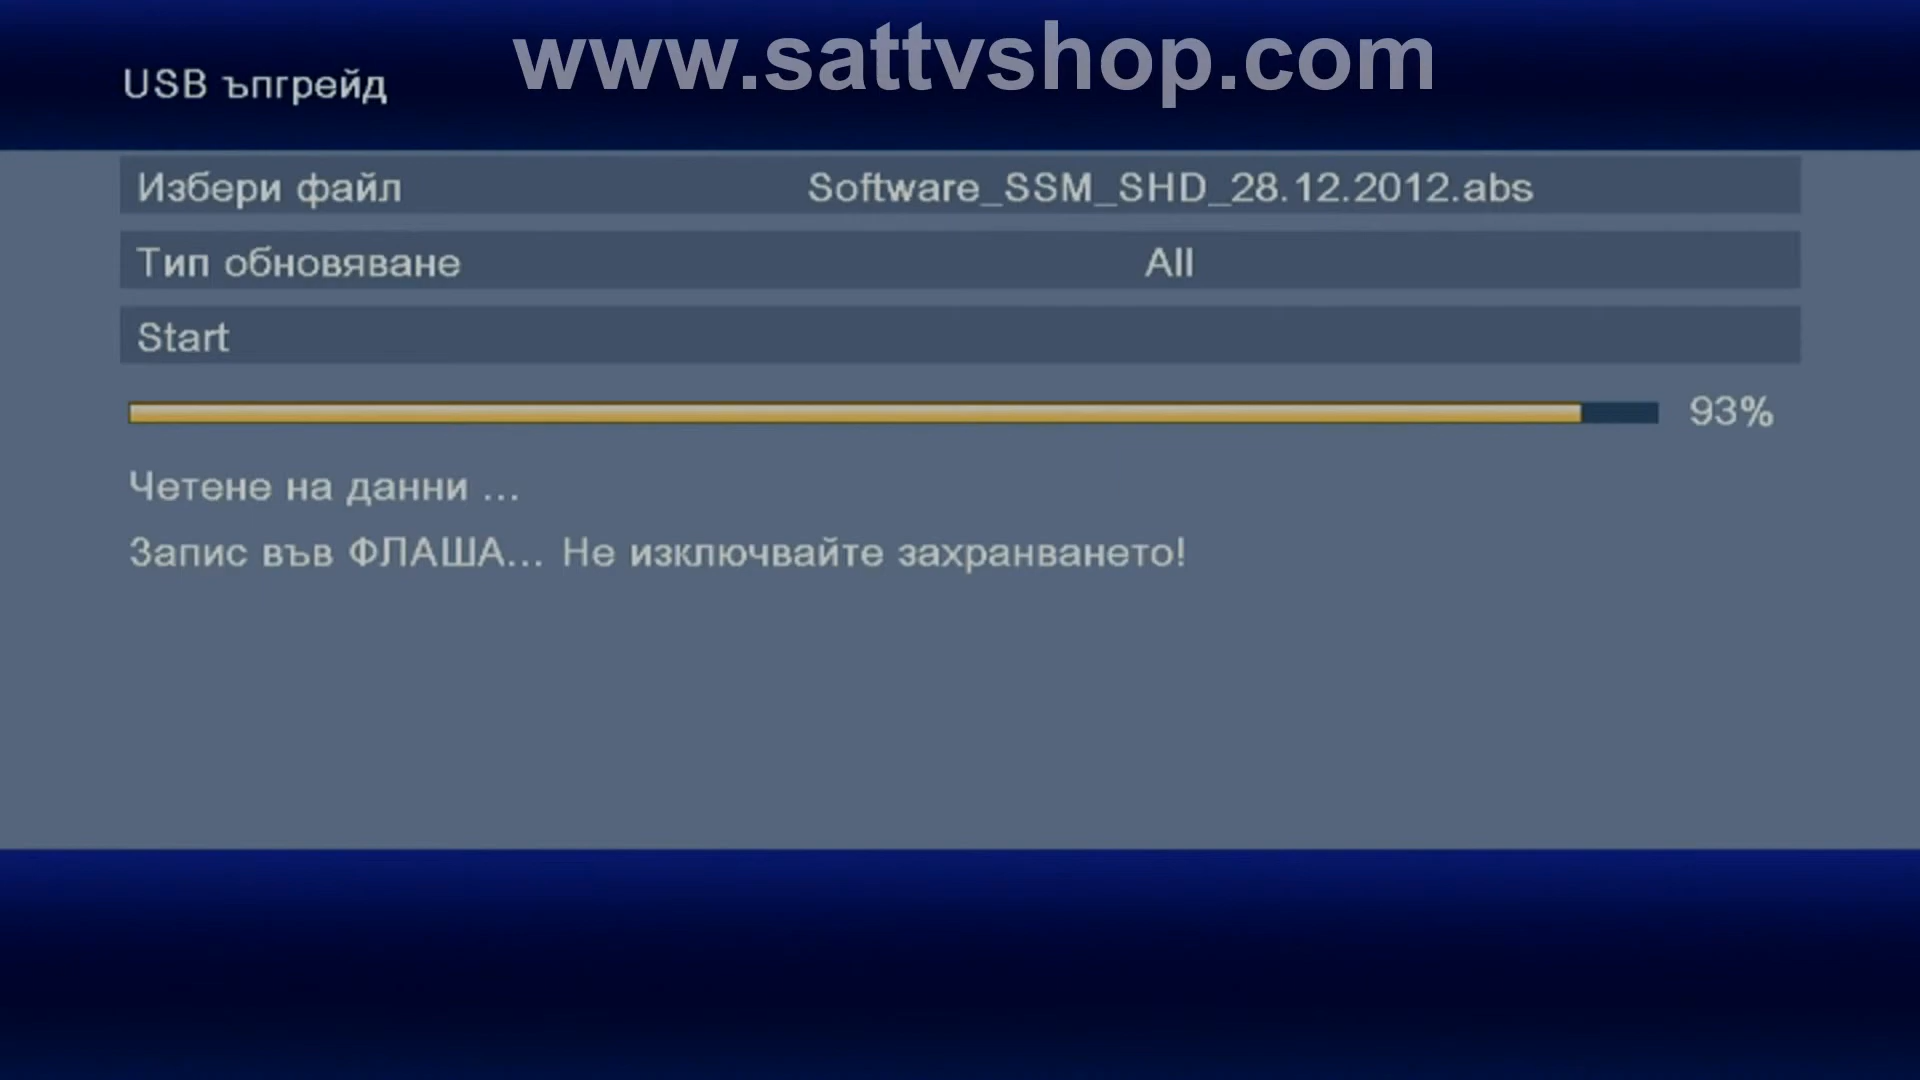 www.sattvshop.com
USB ъпгрейд
Избери файл Software_SSM_SHD_28.12.2012.abs
Тип обновяване All
Start
93%
Четене на данни ...
Запис във ФЛАША... Не изключвайте захранването!